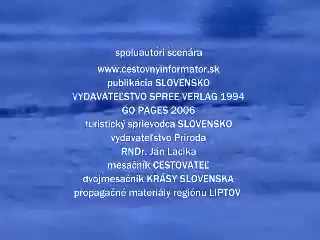 spoluautori scenára
www.cestovnyinformator.sk
publikácia SLOVENSKO
VYDAVATEĽSTVO SPREE VERLAG 1994
GO PAGES 2006
turistický sprievodca SLOVENSKO
vydavateľstvo Príroda
RNDr. Ján Lacika
mesačník CESTOVATEĽ
dvojmesačník KRÁSY SLOVENSKA
propagačné materiály regiónu LIPTOV